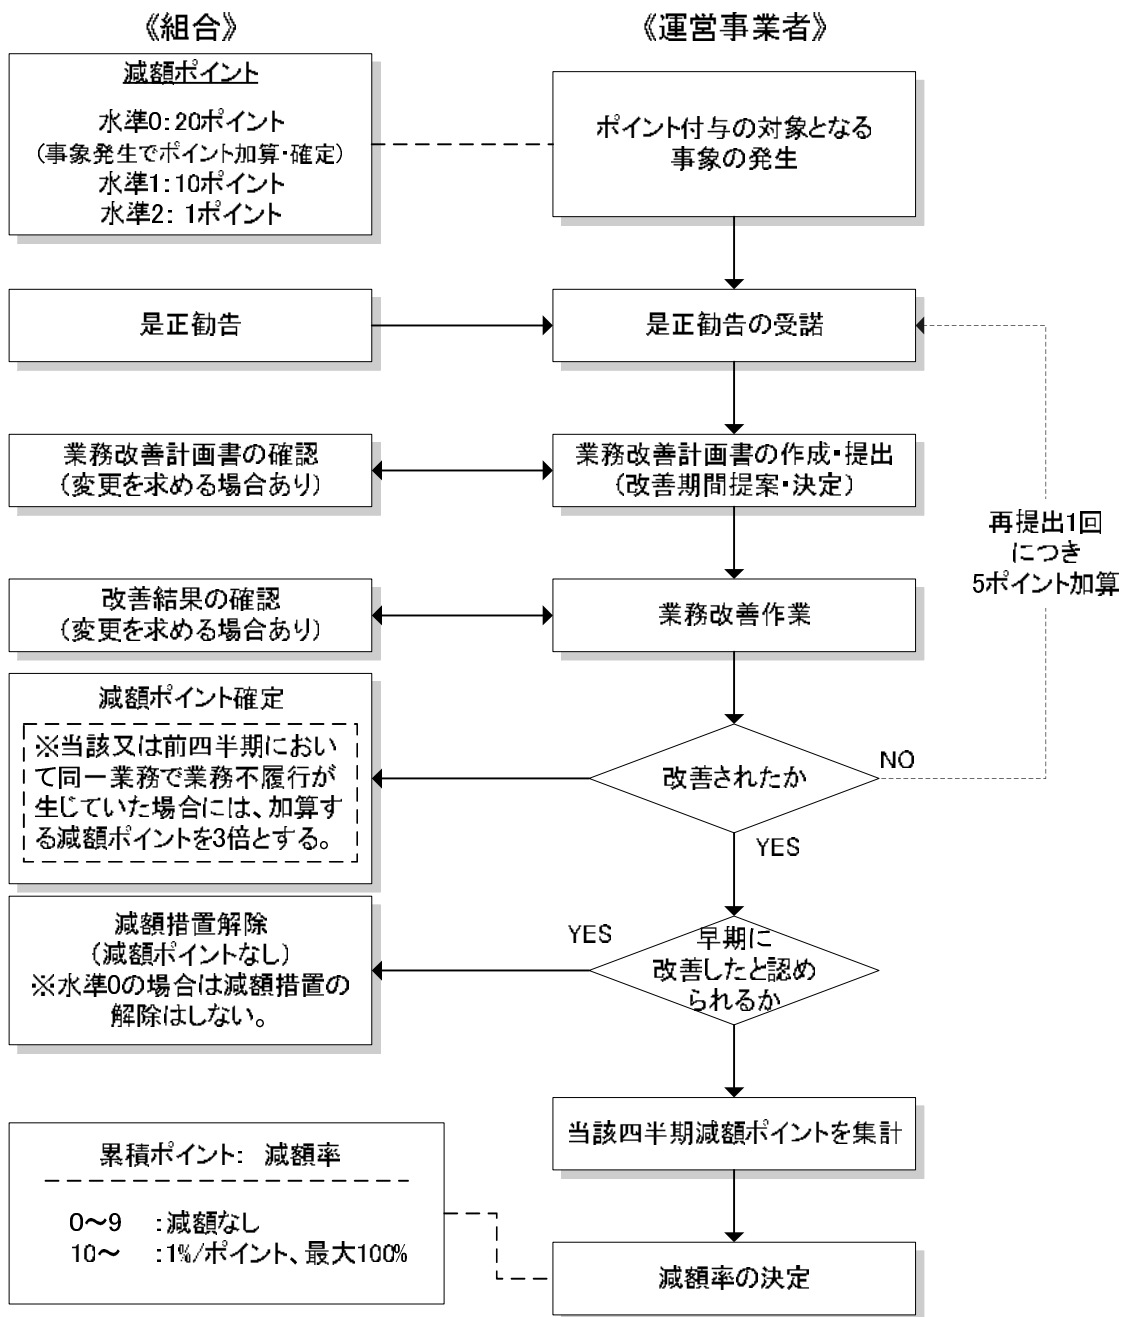 《組合》
《運営事業者》
減額ポイント
水準0：20ポイント
（事象発生でポイント加算・確定）
水準1：10ポイント
水準2： 1ポイント
ポイント付与の対象となる
事象の発生
是正勧告
是正勧告の受諾
業務改善計画書の確認
（変更を求める場合あり）
業務改善計画書の作成・提出
（改善期間提案・決定）
再提出1回
につき
5ポイント加算
改善結果の確認
（変更を求める場合あり）
業務改善作業
減額ポイント確定
※当該又は前四半期におい
て同一業務で業務不履行が
生じていた場合には、加算す
る減額ポイントを3倍とする。
改善されたか
NO
YES
減額措置解除
（減額ポイントなし）
※水準0の場合は減額措置の
解除はしない。
YES
早期に
改善したと認め
られるか
当該四半期減額ポイントを集計
累積ポイント： 減額率
0～9 ：減額なし
10～ ：1%/ポイント、最大100%
減額率の決定